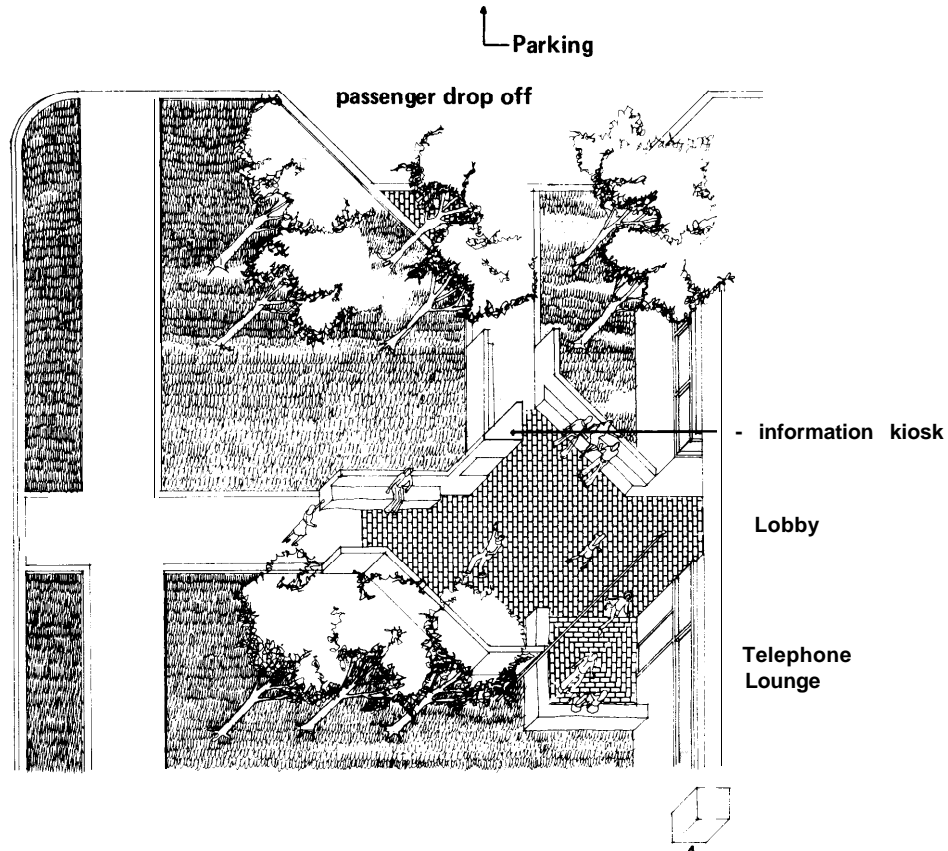 Parking
passenger drop off
- information kiosk
Lobby
Telephone
Lounge